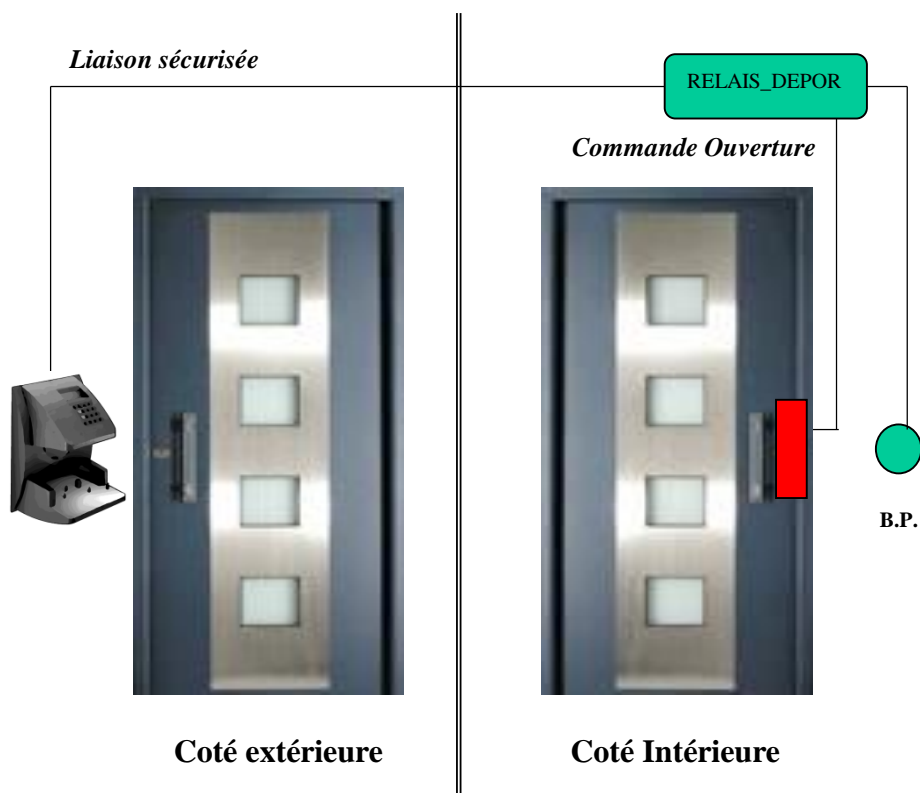 Liaison sécurisée
RELAIS_DEPOR
Commande Ouverture
B.P.
Coté extérieure
Coté Intérieure